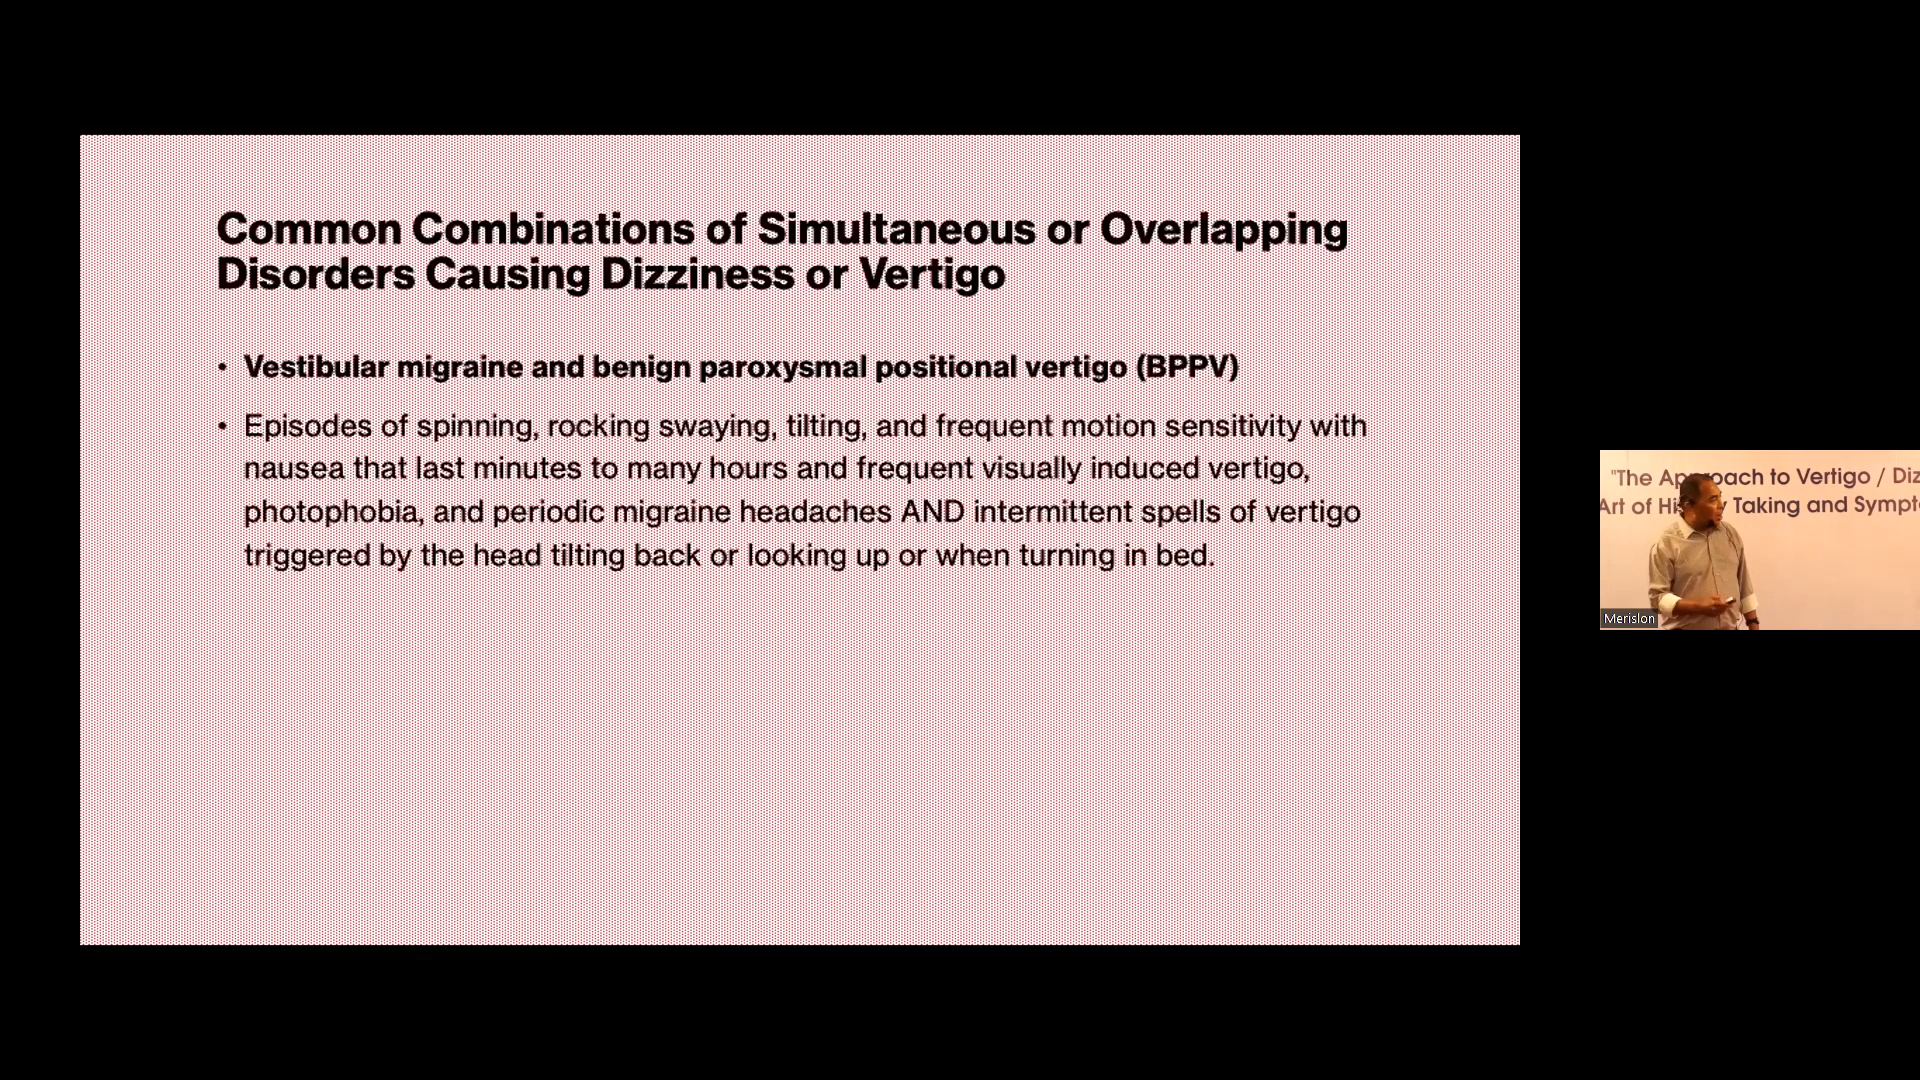 Common Combinations of Simultaneous or Overlapping
Disorders Causing Dizziness or Vertigo
• Vestibular migraine and benign paroxysmal positional vertigo (BPPV)
• Episodes of spinning, rocking swaying, tilting, and frequent motion sensitivity with
nausea that last minutes to many hours and frequent visually induced vertigo,
photophobia, and periodic migraine headaches AND intermittent spells of vertigo
triggered by the head tilting back or looking up or when turning in bed.
"The Ap oach to Vertigo / Diz
Art of Hi y Taking and Sympt
Merislon